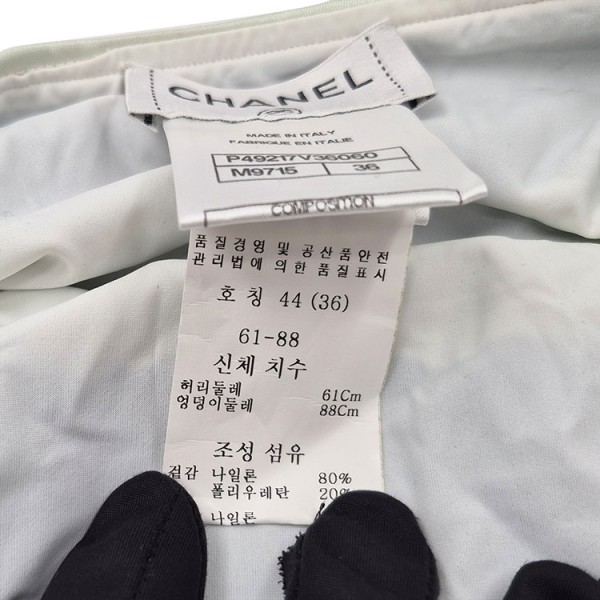 CHANEL
MADE IN ITALY
FABRIQUE EN ITALIE
P49217V36060
M9715 36
COMPOSITION
품질경영 및 공산품안전
관리법에 의한 품질표시
호칭 44 (36)
61-88
신체 치수
허리둘레 61Cm
엉덩이둘레 88Cm
조성 섬유
겉감 나일론 80%
폴리우레탄 20%
나일론